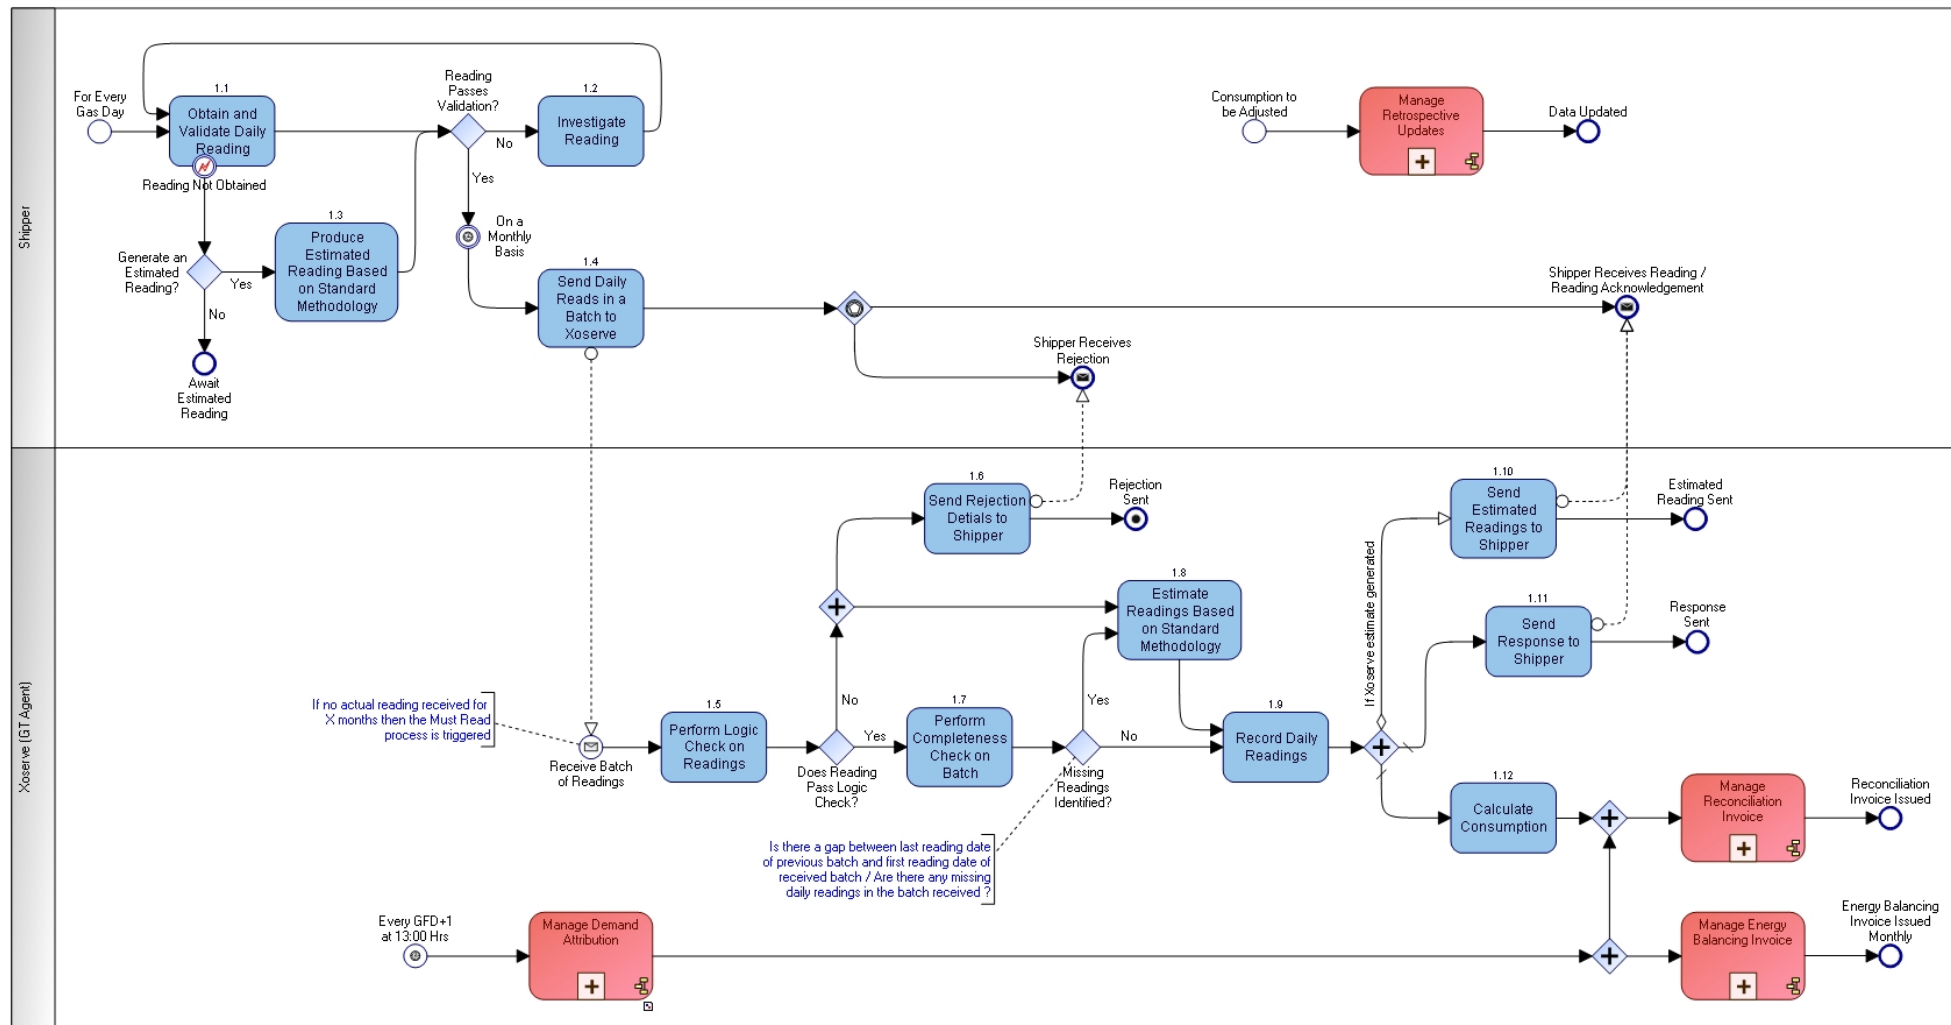 Shipper
For Every
Gas Day
1.1
Obtain and
Validate Daily
Reading
Reading Not Obtained
Reading
Passes
Validation?
No
Yes
1.2
Investigate
Reading
Generate an
Estimated
Reading?
Yes
No
1.3
Produce
Estimated
Reading Based
on Standard
Methodology
Await
Estimated
Reading
On a
Monthly
Basis
1.4
Send Daily
Reads in a
Batch to
Xoserve
Consumption to
be Adjusted
Manage
Retrospective
Updates
Data Updated
Shipper Receives
Rejection
Shipper Receives Reading /
Reading Acknowledgement
Xoserve (GT Agent)
If no actual reading received for
X months then the Must Read
process is triggered
Receive Batch
of Readings
1.5
Perform Logic
Check on
Readings
Does Reading
Pass Logic
Check?
No
Yes
1.6
Send Rejection
Detials to
Shipper
Rejection
Sent
1.7
Perform
Completeness
Check on
Batch
Missing
Readings
Identified?
Yes
No
Is there a gap between last reading date
of previous batch and first reading date of
received batch / Are there any missing
daily readings in the batch received ?
1.8
Estimate
Readings Based
on Standard
Methodology
1.9
Record Daily
Readings
If Xoserve estimate generated
1.10
Send
Estimated
Readings to
Shipper
Estimated
Reading Sent
1.11
Send
Response to
Shipper
Response
Sent
1.12
Calculate
Consumption
Manage
Reconciliation
Invoice
Reconciliation
Invoice Issued
Every GFD+1
at 13:00 Hrs
Manage Demand
Attribution
Manage Energy
Balancing Invoice
Energy Balancing
Invoice Issued
Monthly